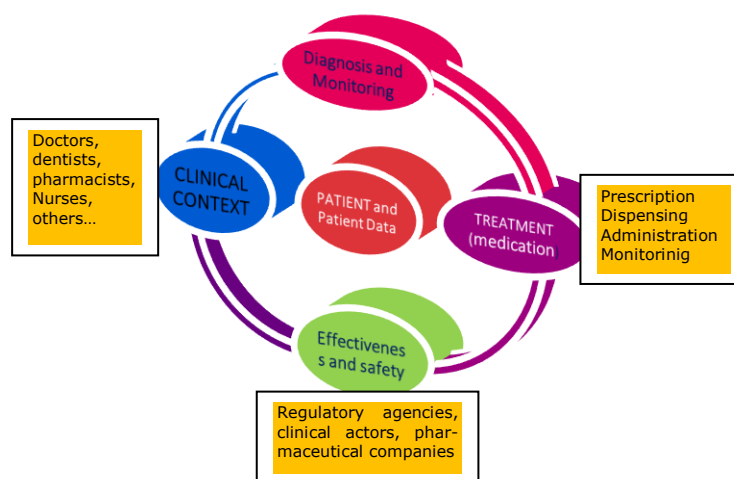 Diagnosis and
Monitoring
Doctors,
dentists,
pharmacists,
Nurses,
others...
CLINICAL
CONTEXT
PATIENT and
Patient Data
TREATMENT
(medication)
Prescription
Dispensing
Administration
Monitorinig
Effectivenes
s and safety
Regulatory agencies,
clinical actors, phar-
maceutical companies